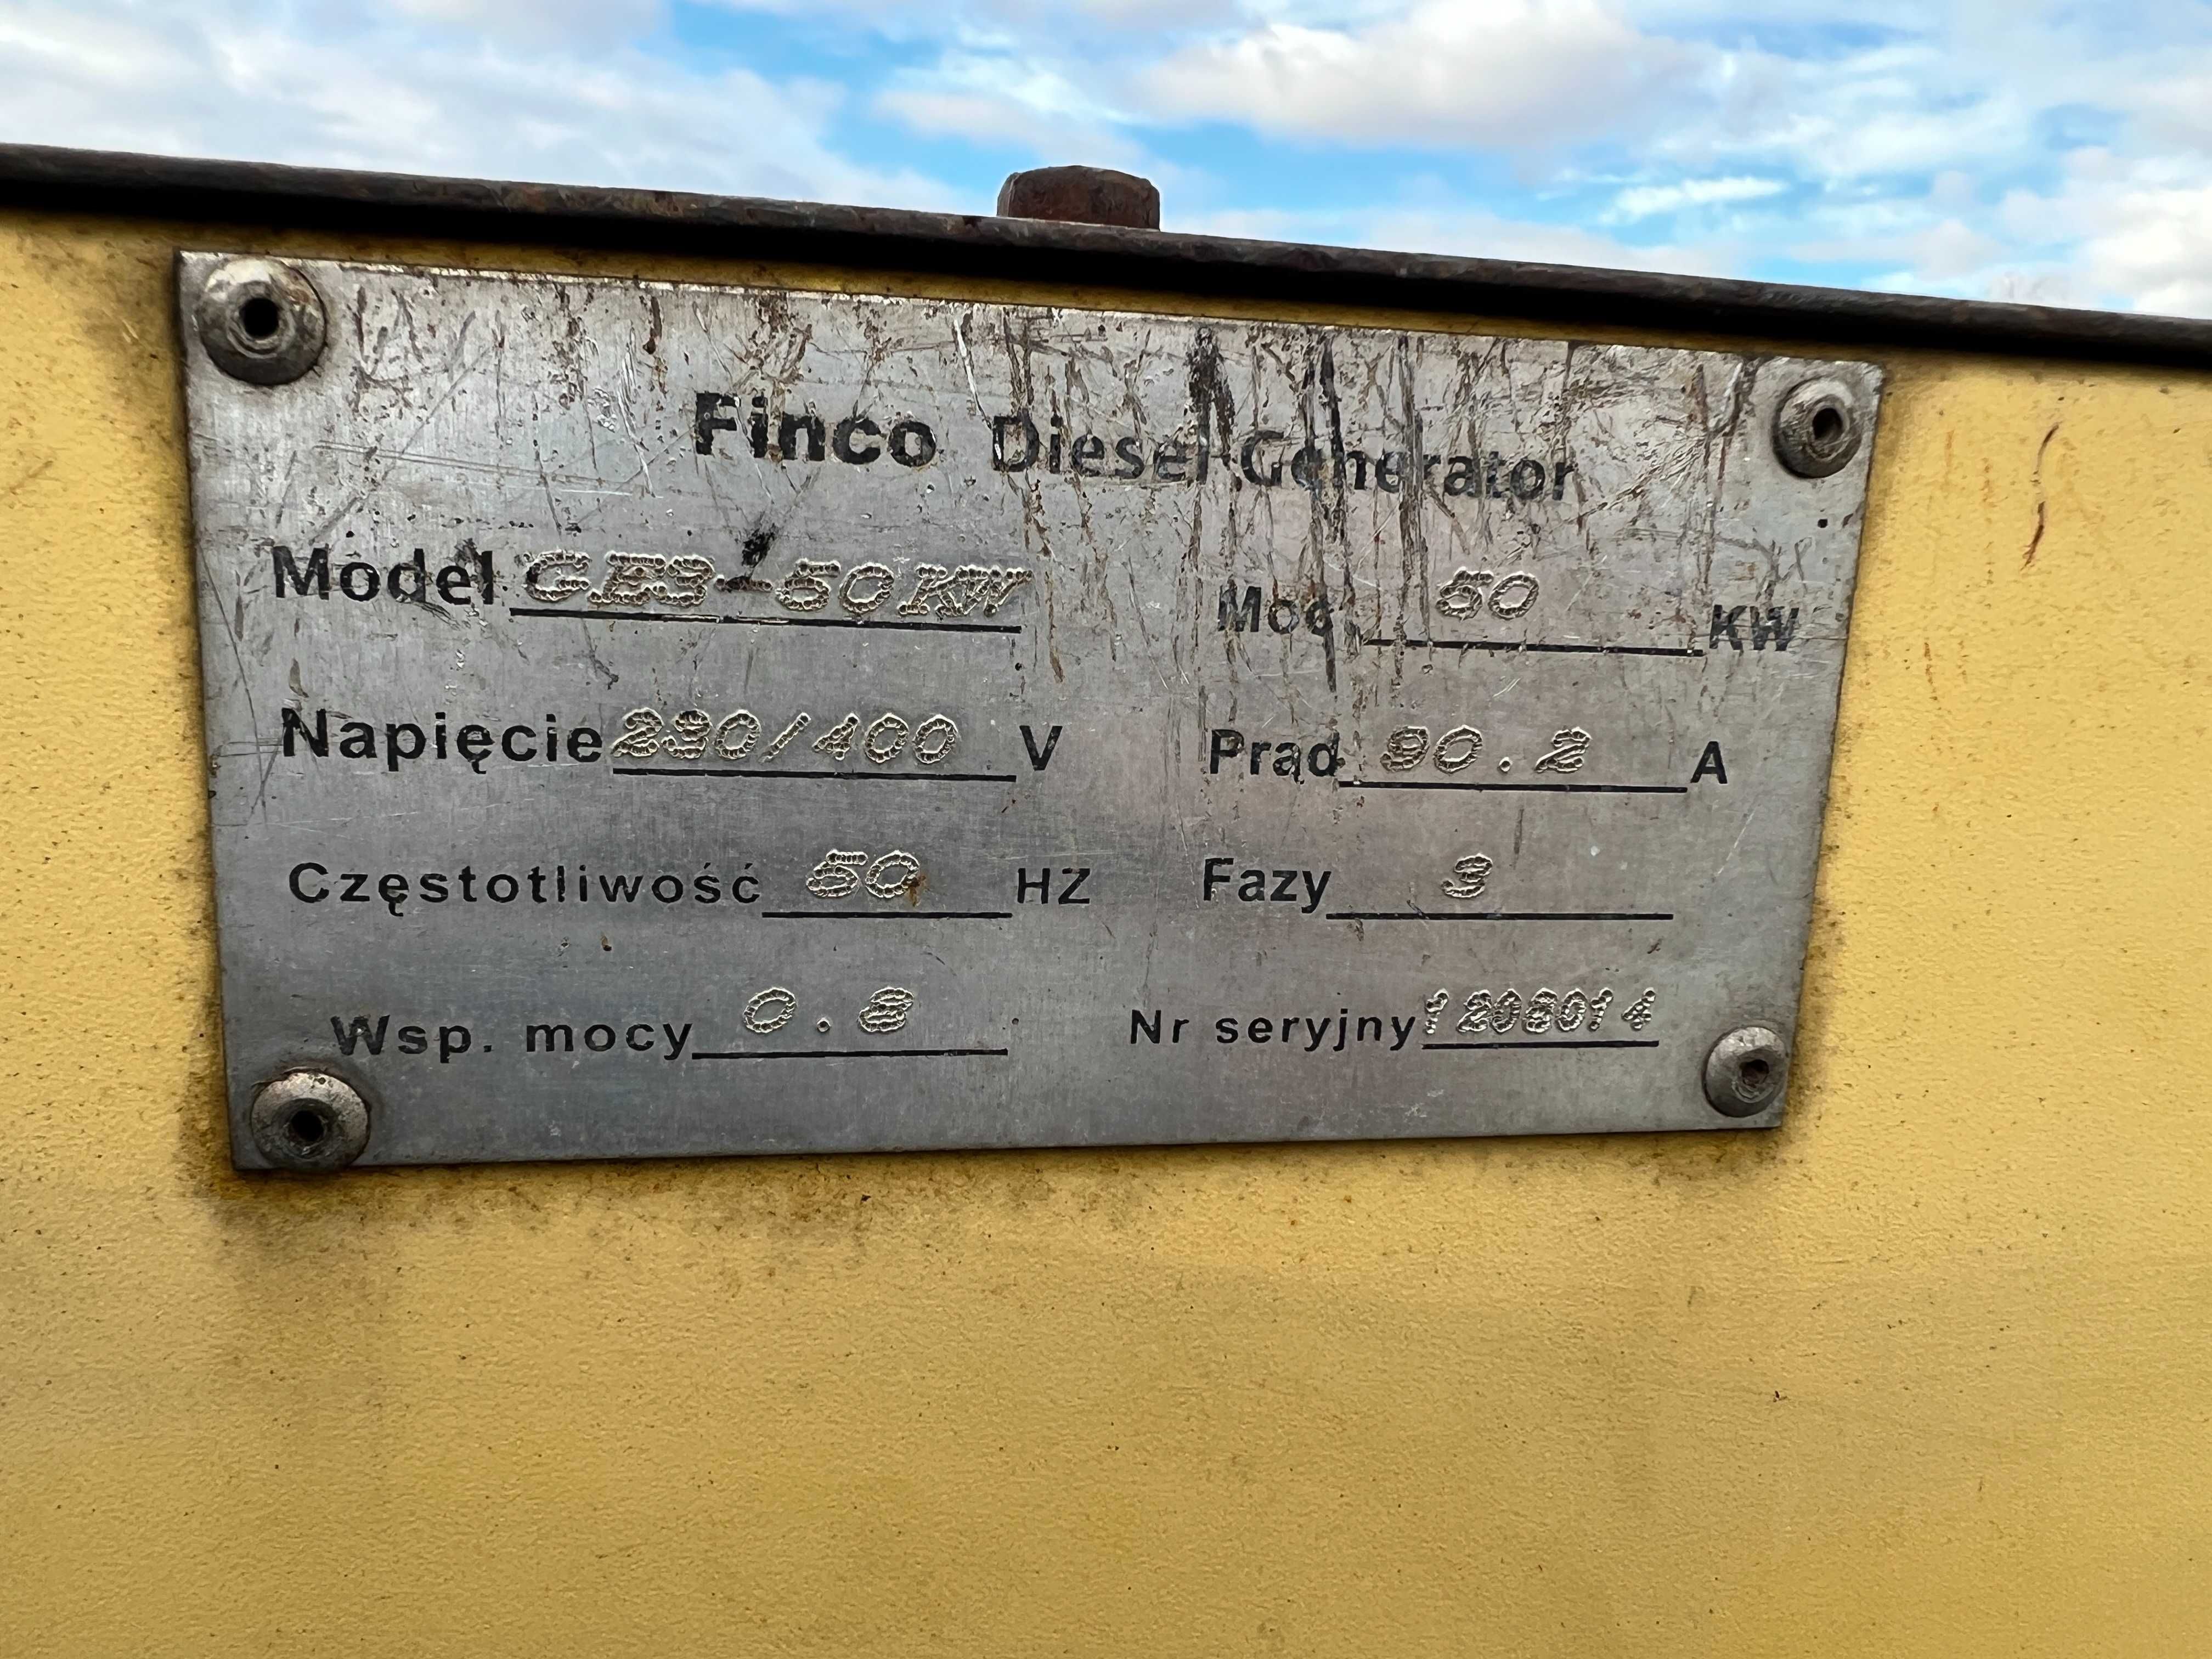 Finco Diesel Generator
Model GE3-50KW Moc 50 KW
Napięcie 230/400 V Prąd 90.2 A
Częstotliwość 50 HZ Fazy 3
Wsp. mocy 0.8 Nr seryjny 1208014